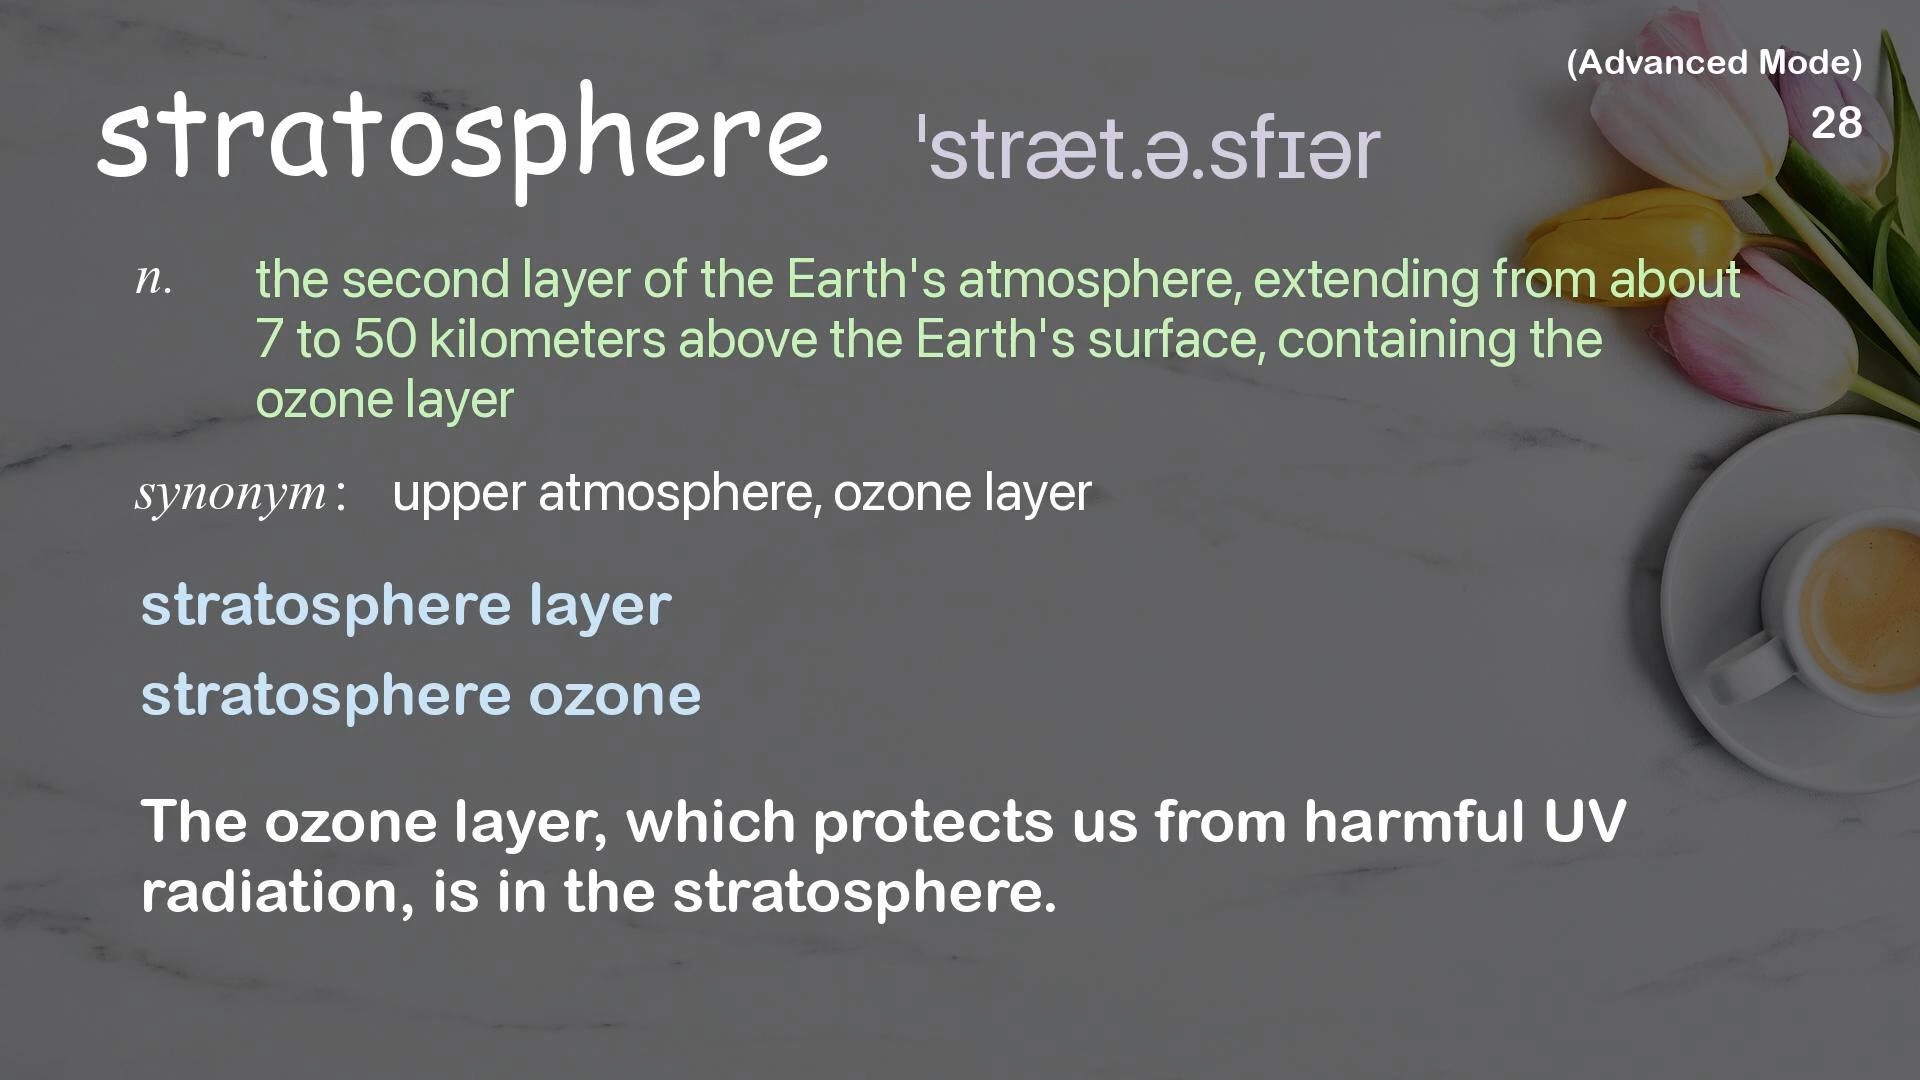 (Advanced Mode)
stratosphere ˈstræt.ə.sfɪər
28
n. the second layer of the Earth's atmosphere, extending from about
7 to 50 kilometers above the Earth's surface, containing the
ozone layer
synonym: upper atmosphere, ozone layer
stratosphere layer
stratosphere ozone
The ozone layer, which protects us from harmful UV
radiation, is in the stratosphere.